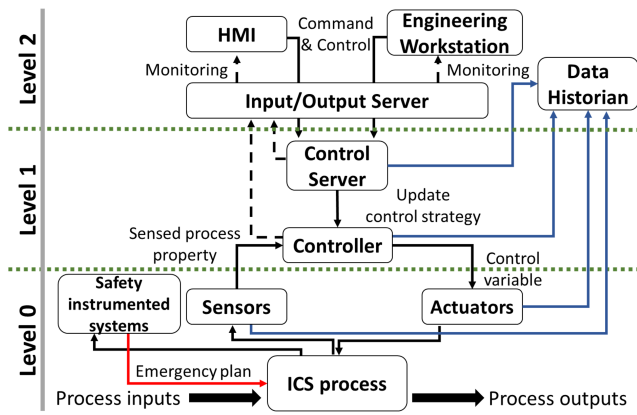 Level 2
HMI
Command
& Control
Engineering
Workstation
Monitoring
Monitoring
Data
Historian
Input/Output Server
Level 1
Control
Server
Update
control strategy
Sensed process
property
Controller
Control
variable
Level 0
Safety
instrumented
systems
Sensors
Actuators
Emergency plan
ICS process
Process inputs
Process outputs